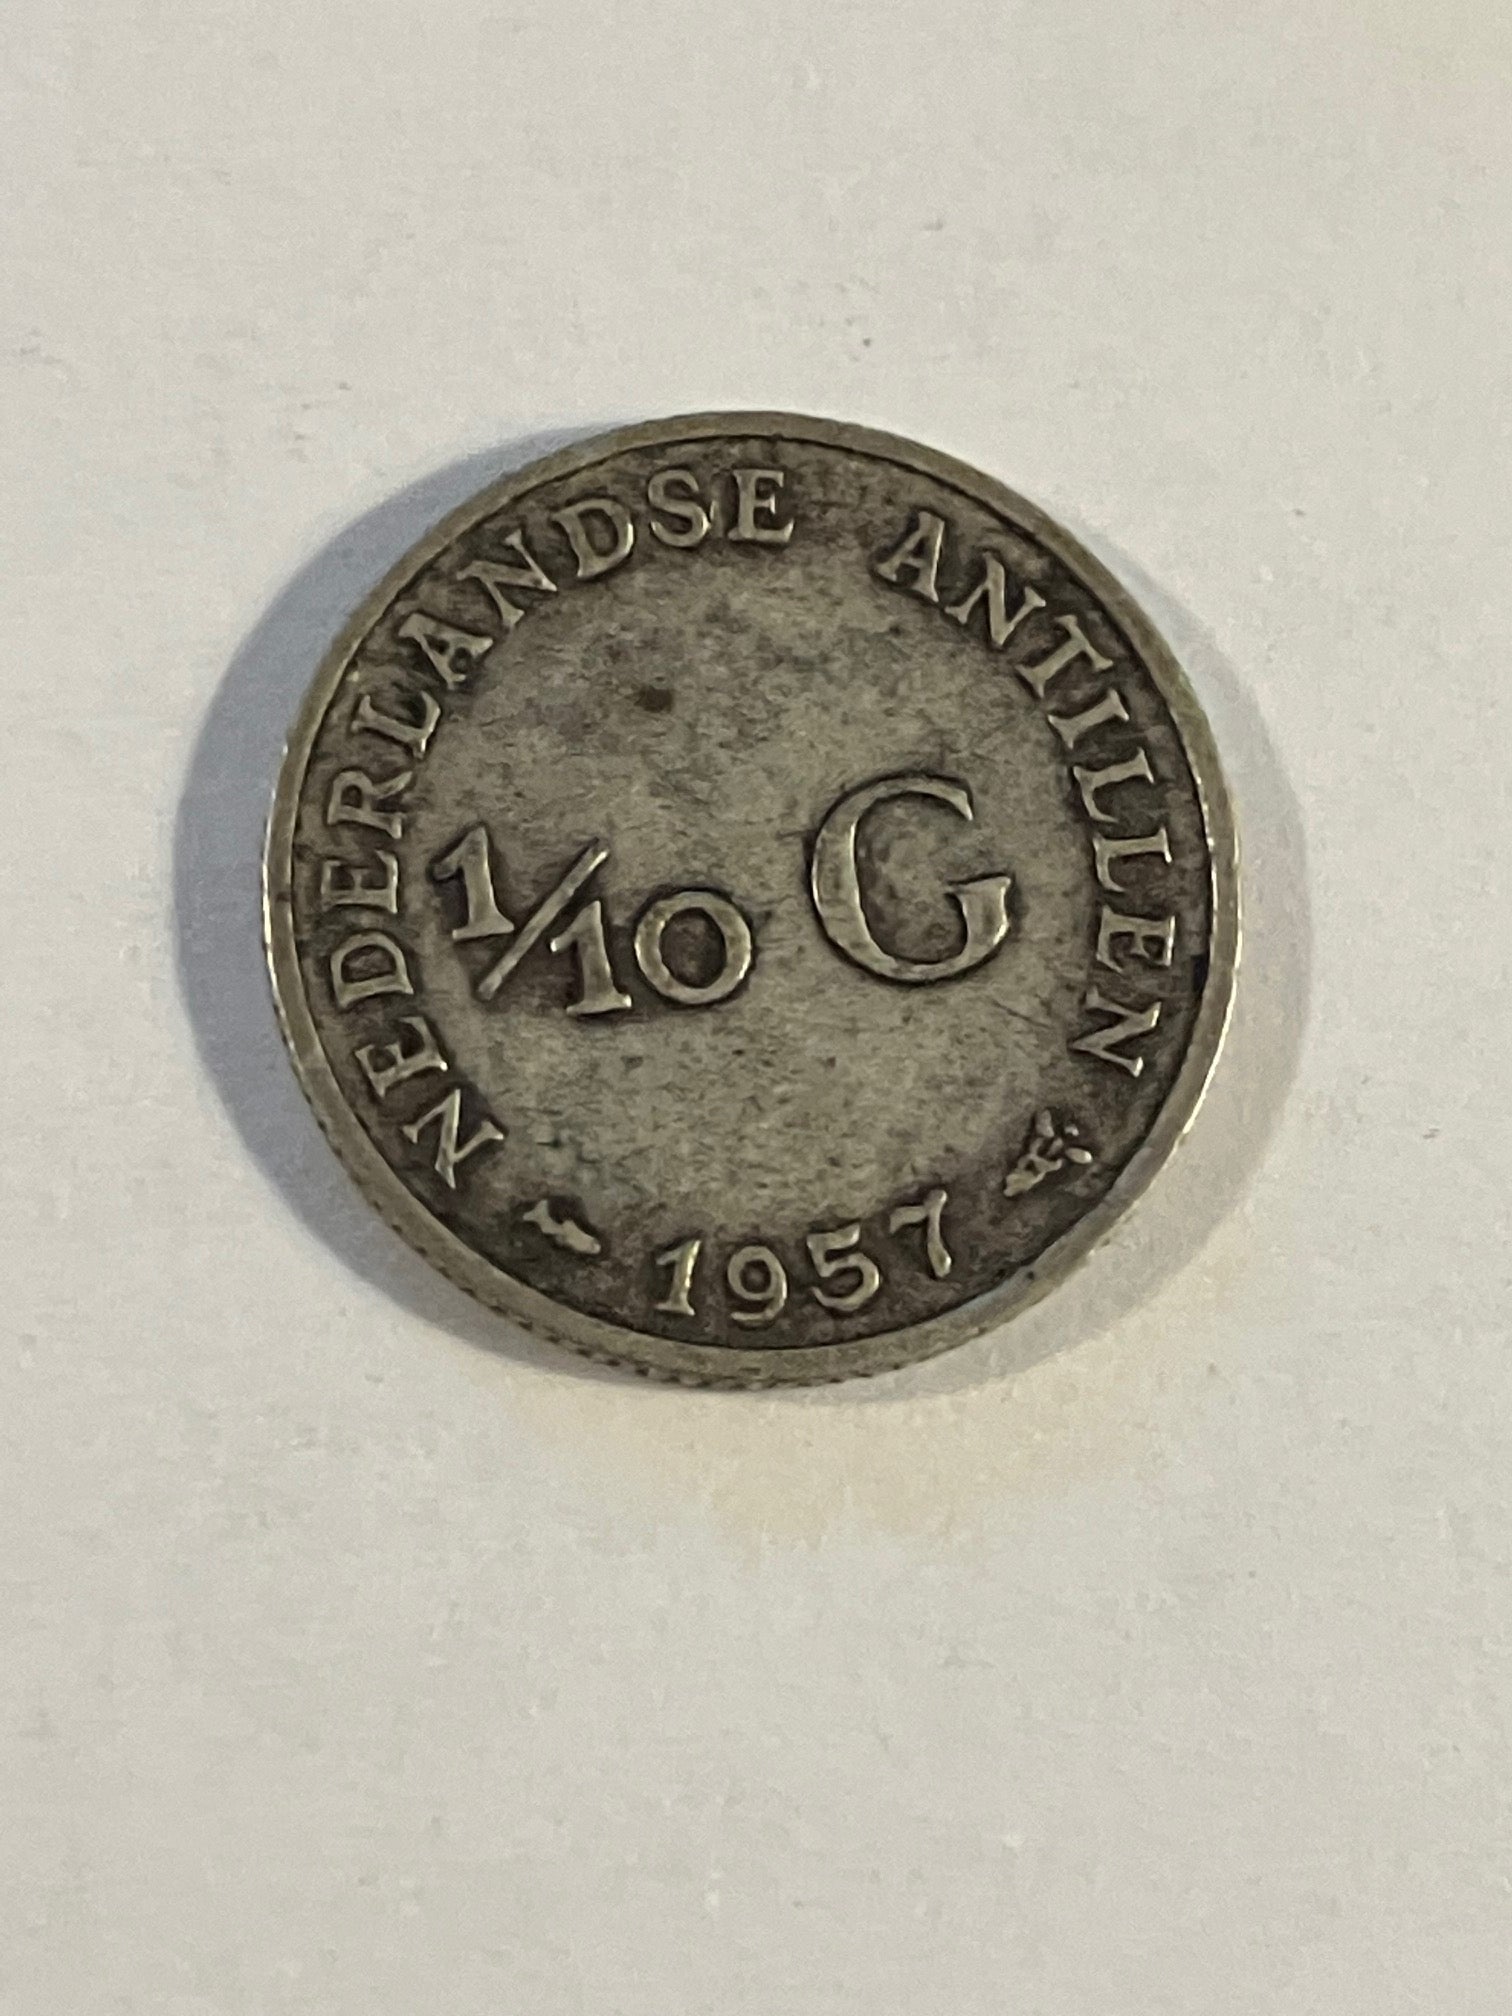 NEDERLANDSE ANTILLEN
1/10 G
1957